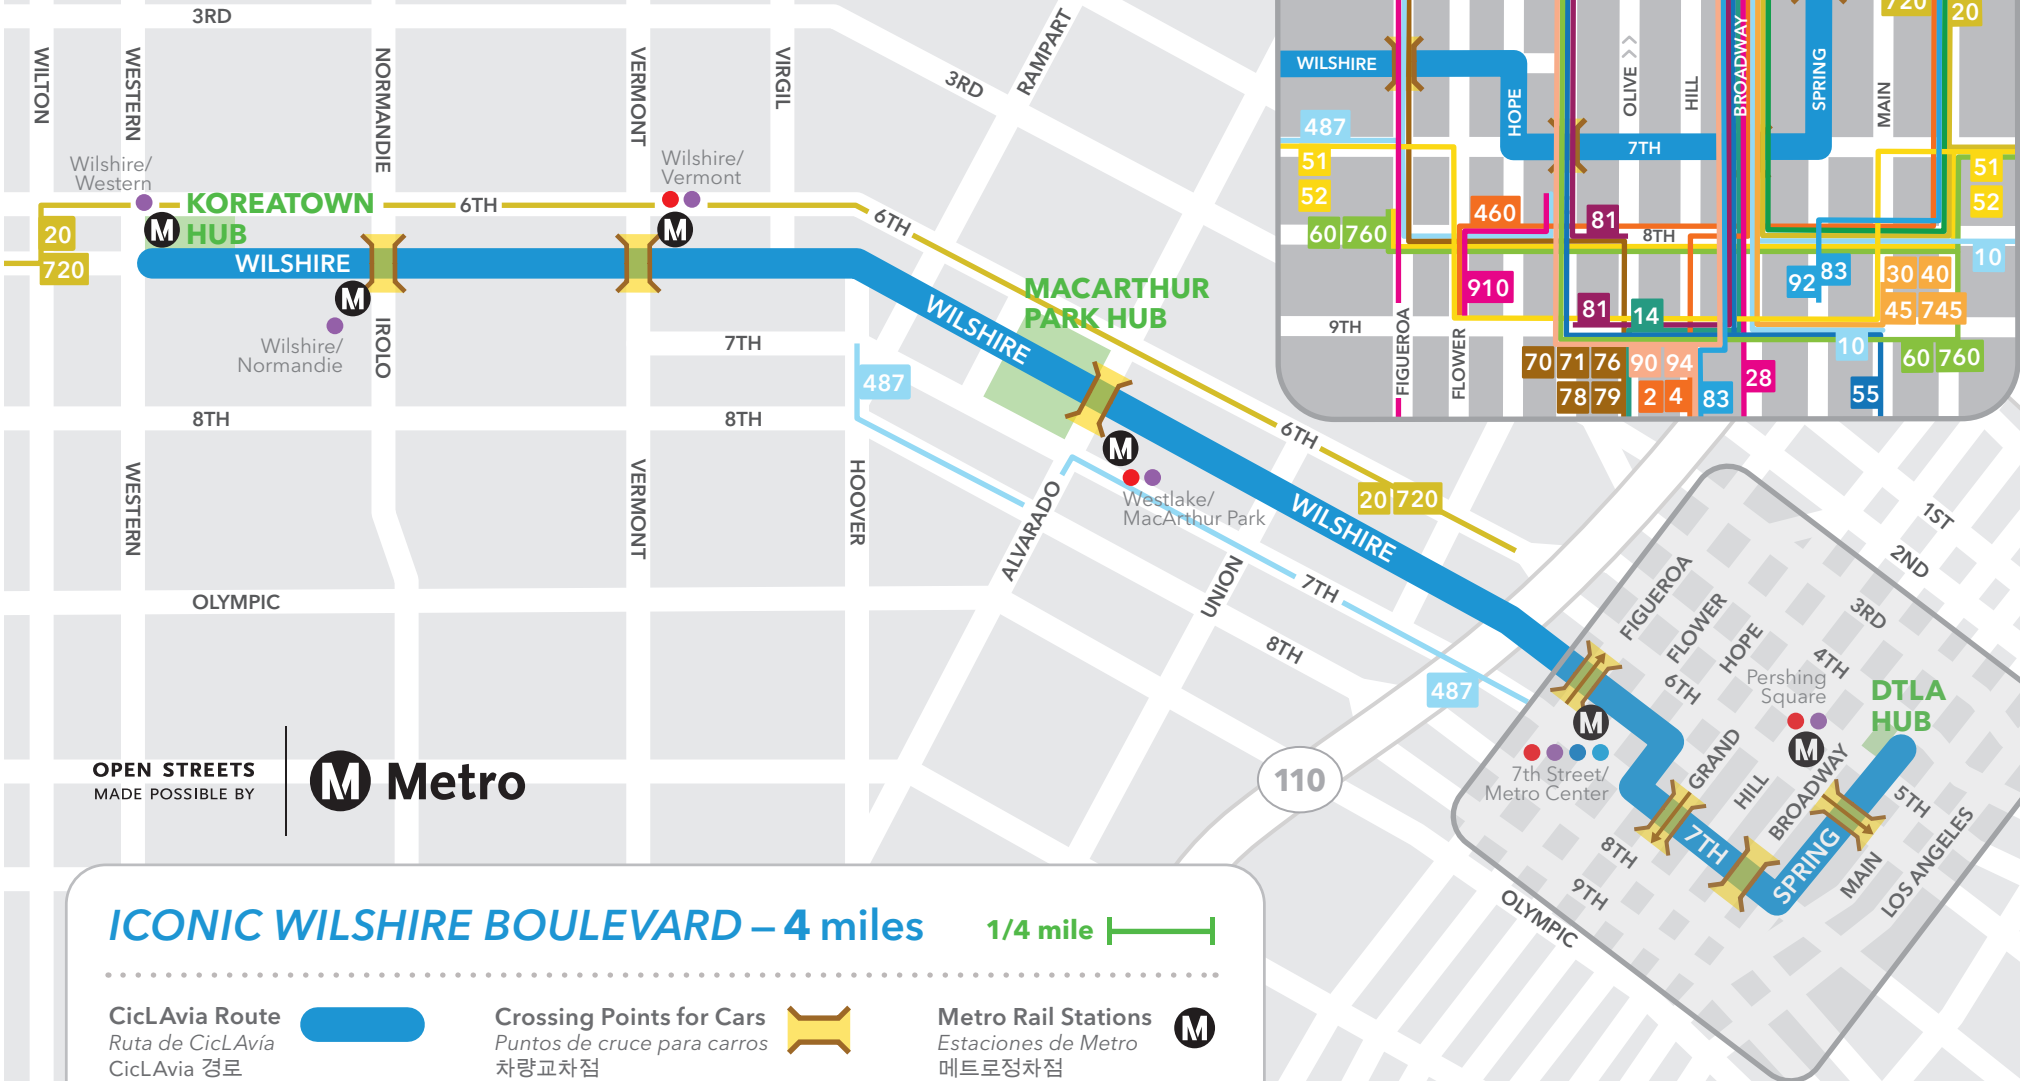 3RD
WILTON
WESTERN
NORMANDIE
VERMONT
VIRGIL
RAMPART
3RD
Wilshire/
Western
KOREATOWN
HUB
6TH
Wilshire/
Vermont
M
M
20
720
WILSHIRE
6TH
M
IROLO
Wilshire/
Normandie
7TH
487
8TH
8TH
WESTERN
VERMONT
HOOVER
OLYMPIC
MACARTHUR
PARK HUB
WILSHIRE
M
Westlake/
MacArthur Park
ALVARADO
6TH
20 720
WILSHIRE
UNION
7TH
8TH
487
110
WILSHIRE
HOPE
7TH
OLIVE
HILL
BROADWAY
SPRING
MAIN
720
20
487
51
52
60 760
460
81
8TH
910
81
14
9TH
FIGUEROA
FLOWER
70 71 76 90 94
78 79 2 4 83
28
55
10
60 760
92 83
30 40
45 745
10
51
52
1ST
2ND
3RD
4TH
5TH
6TH
FIGUEROA
FLOWER
HOPE
GRAND
HILL
BROADWAY
Pershing
Square
M
DTLA
HUB
M
7th Street/
Metro Center
7TH
SPRING
MAIN
LOS ANGELES
8TH
9TH
OLYMPIC
OPEN STREETS
MADE POSSIBLE BY
M Metro
ICONIC WILSHIRE BOULEVARD – 4 miles
1/4 mile
CicLAvia Route
Ruta de CicLAvía
CicLAvia 경로
Crossing Points for Cars
Puntos de cruce para carros
차량교차점
Metro Rail Stations
Estaciones de Metro
메트로정차점
M